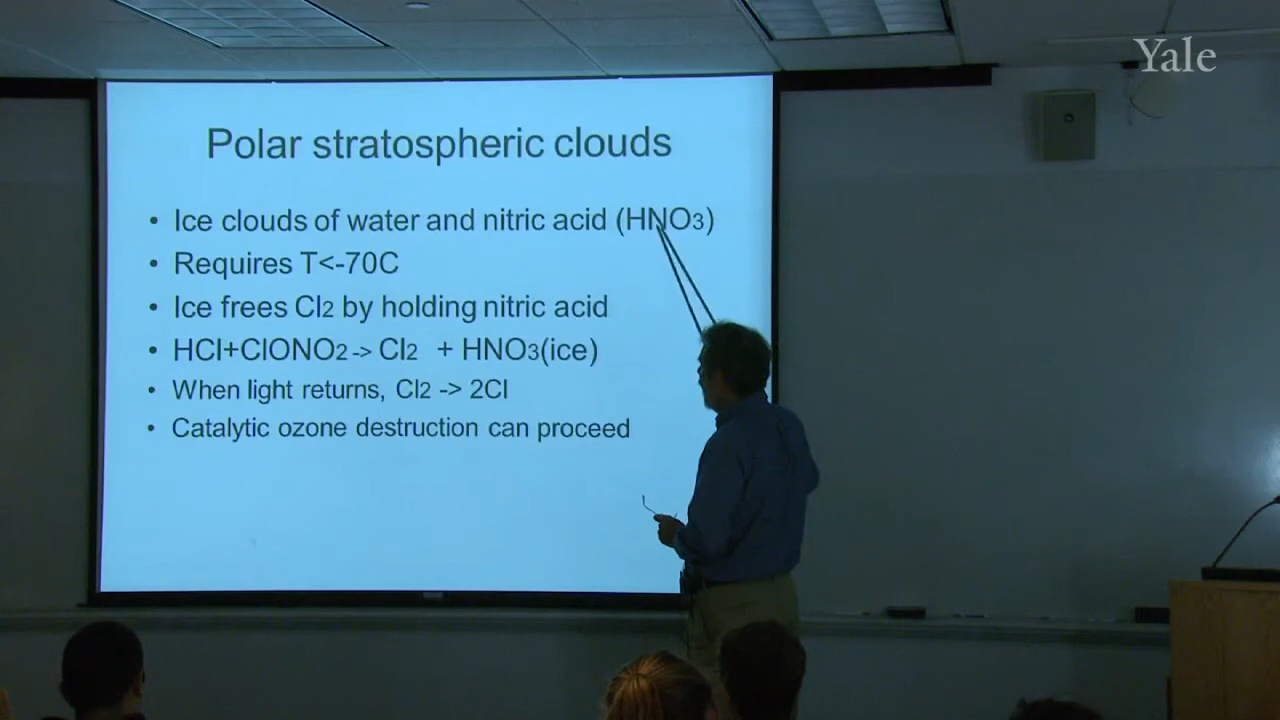 Yale
Polar stratospheric clouds
• Ice clouds of water and nitric acid (HNO3)
• Requires T<-70C
• Ice frees Cl2 by holding nitric acid
• HCl+ClONO2 -> Cl2 + HNO3(ice)
• When light returns, Cl2 -> 2Cl
• Catalytic ozone destruction can proceed